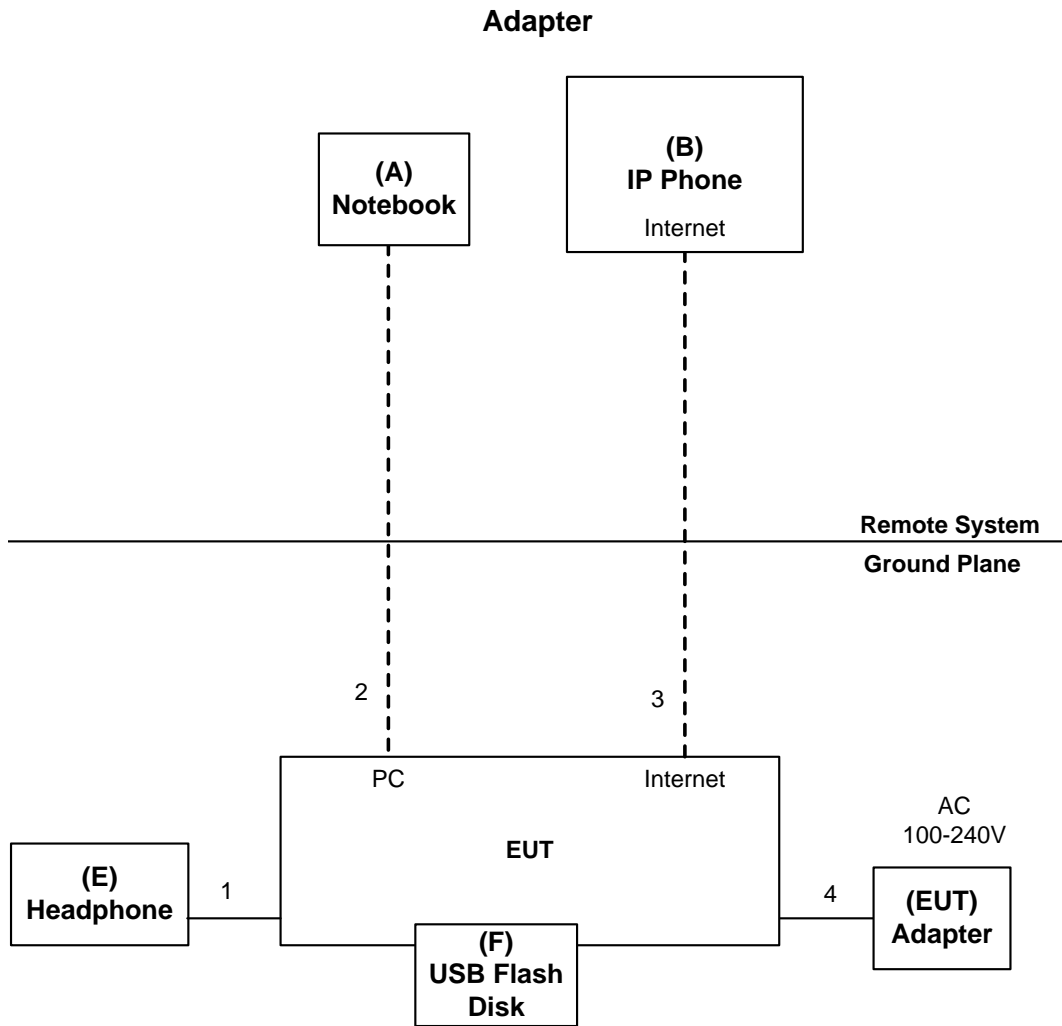 Adapter
(A)
Notebook
(B)
IP Phone
Internet
Remote System
Ground Plane
2
3
PC
Internet
EUT
AC
100-240V
(E)
Headphone
1
4
(EUT)
Adapter
(F)
USB Flash
Disk